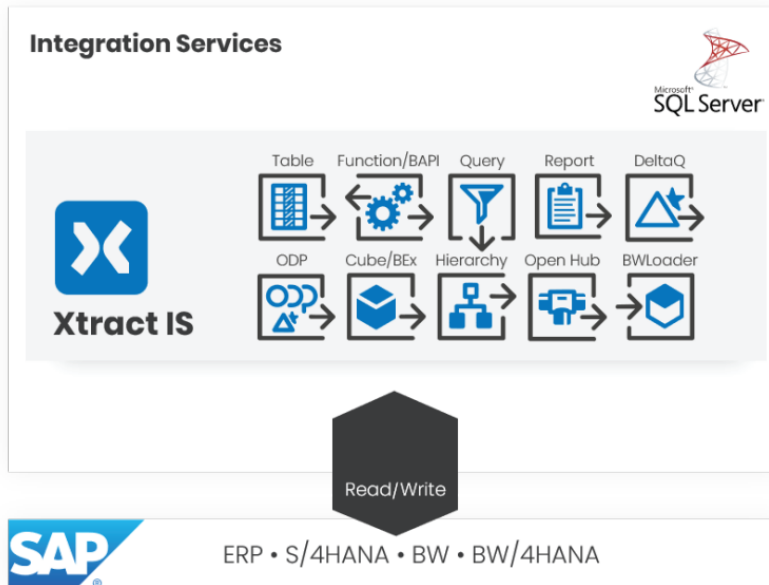 Integration Services
Microsoft®
SQL Server
Table Function/BAPI Query Report DeltaQ
ODP Cube/BEx Hierarchy Open Hub BWLoader
ODP
Xtract IS
Read/Write
SAP®
ERP • S/4HANA • BW • BW/4HANA